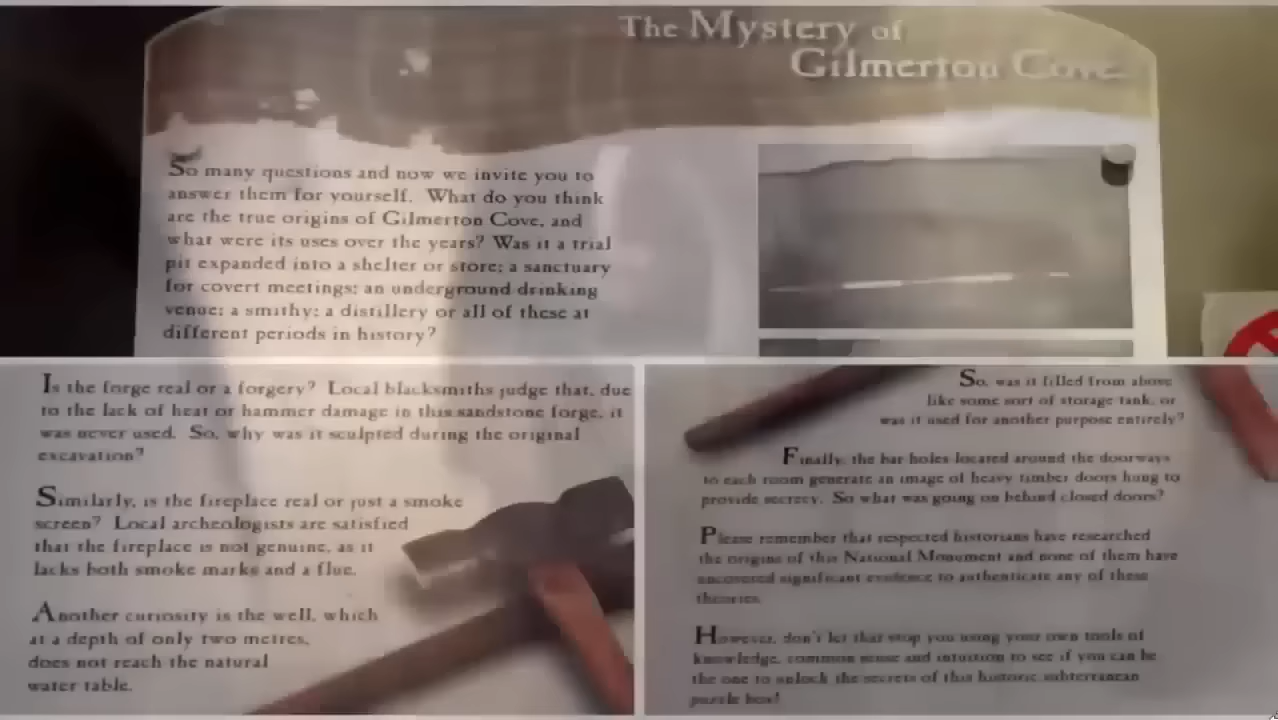 The Mystery of
Gilmerton Cove
So many questions and now we invite you to
answer them for yourself. What do you think
are the true origins of Gilmerton Cove, and
what were its uses over the years? Was it a trial
pit expanded into a shelter or store; a sanctuary
for covert meetings; an underground drinking
venue; a smithy; a distillery or all of these at
different periods in history?
Is the forge real or a forgery? Local blacksmiths judge that, due
to the lack of heat or hammer damage in this sandstone forge, it
was never used. So, why was it sculpted during the original
excavation?
Similarly, is the fireplace real or just a smoke
screen? Local archeologists are satisfied
that the fireplace is not genuine, as it
lacks both smoke marks and a flue.
Another curiosity is the well, which
at a depth of only two metres,
does not reach the natural
water table.
So, was it filled from above
like some sort of storage tank, or
was it used for another purpose entirely?
Finally, the bar holes located around the doorways
to each room generate an image of heavy timber doors hung to
provide secrecy. So what was going on behind closed doors?
Please remember that respected historians have researched
the origins of this National Monument and none of them have
uncovered significant evidence to authenticate any of these
theories.
However, don't let that stop you using your own tools of
knowledge, common sense and intuition to see if you can be
the one to unlock the secrets of this historic subterranean
puzzle box!